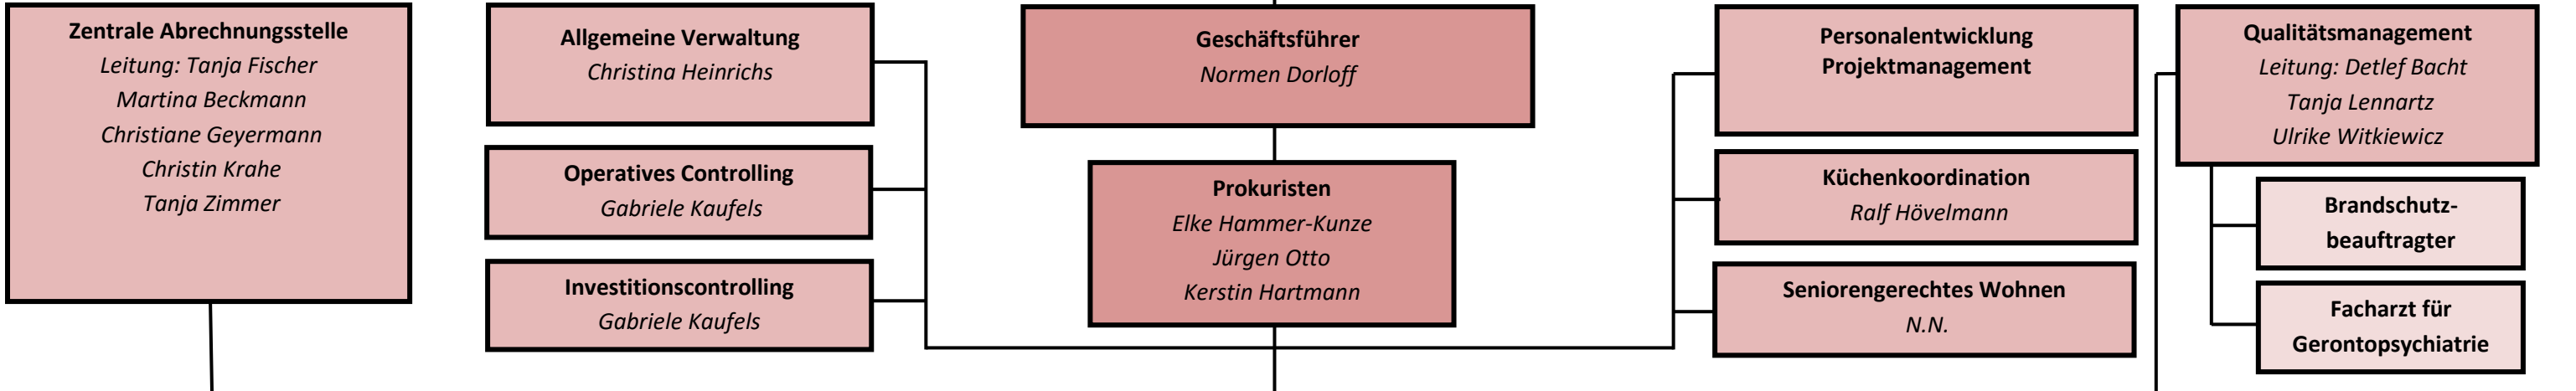 Zentrale Abrechnungsstelle
Leitung: Tanja Fischer
Martina Beckmann
Christiane Geyermann
Christin Krahe
Tanja Zimmer
Allgemeine Verwaltung
Christina Heinrichs
Operatives Controlling
Gabriele Kaufels
Investitionscontrolling
Gabriele Kaufels
Geschäftsführer
Normen Dorloff
Prokuristen
Elke Hammer-Kunze
Jürgen Otto
Kerstin Hartmann
Personalentwicklung
Projektmanagement
Küchenkoordination
Ralf Hövelmann
Seniorengerechtes Wohnen
N.N.
Qualitätsmanagement
Leitung: Detlef Bacht
Tanja Lennartz
Ulrike Witkiewicz
Brandschutz-
beauftragter
Facharzt für
Gerontopsychiatrie